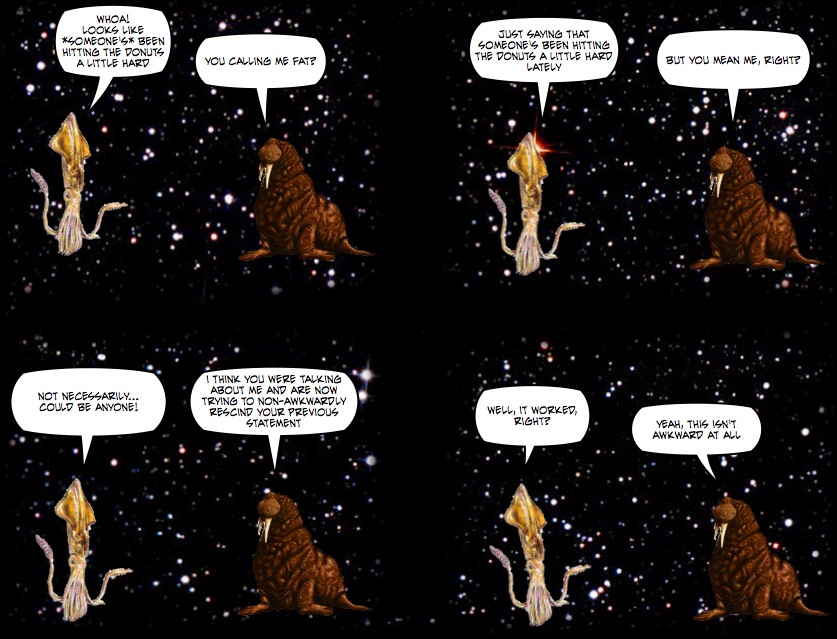 WHOA!
LOOKS LIKE
*SOMEONE'S* BEEN
HITTING THE DONUTS
A LITTLE HARD
YOU CALLING ME FAT?
JUST SAYING THAT
SOMEONE'S BEEN HITTING
THE DONUTS A LITTLE HARD
LATELY
BUT YOU MEAN ME, RIGHT?
NOT NECESSARILY...
COULD BE ANYONE!
I THINK YOU WERE TALKING
ABOUT ME AND ARE NOW
TRYING TO NON-AWKWARDLY
RESCIND YOUR PREVIOUS
STATEMENT
WELL, IT WORKED,
RIGHT?
YEAH, THIS ISN'T
AWKWARD AT ALL